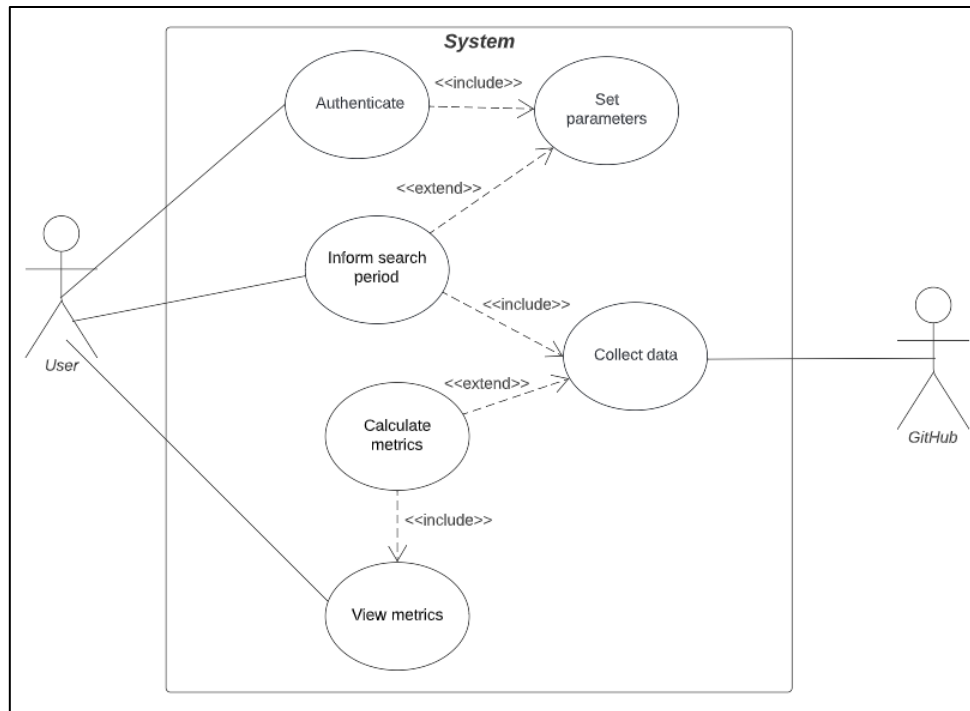 System
<<include>>
Authenticate
Set
parameters
<<extend>>
Inform search
period
<<include>>
Collect data
<<extend>>
User
Calculate
metrics
GitHub
<<include>>
View metrics